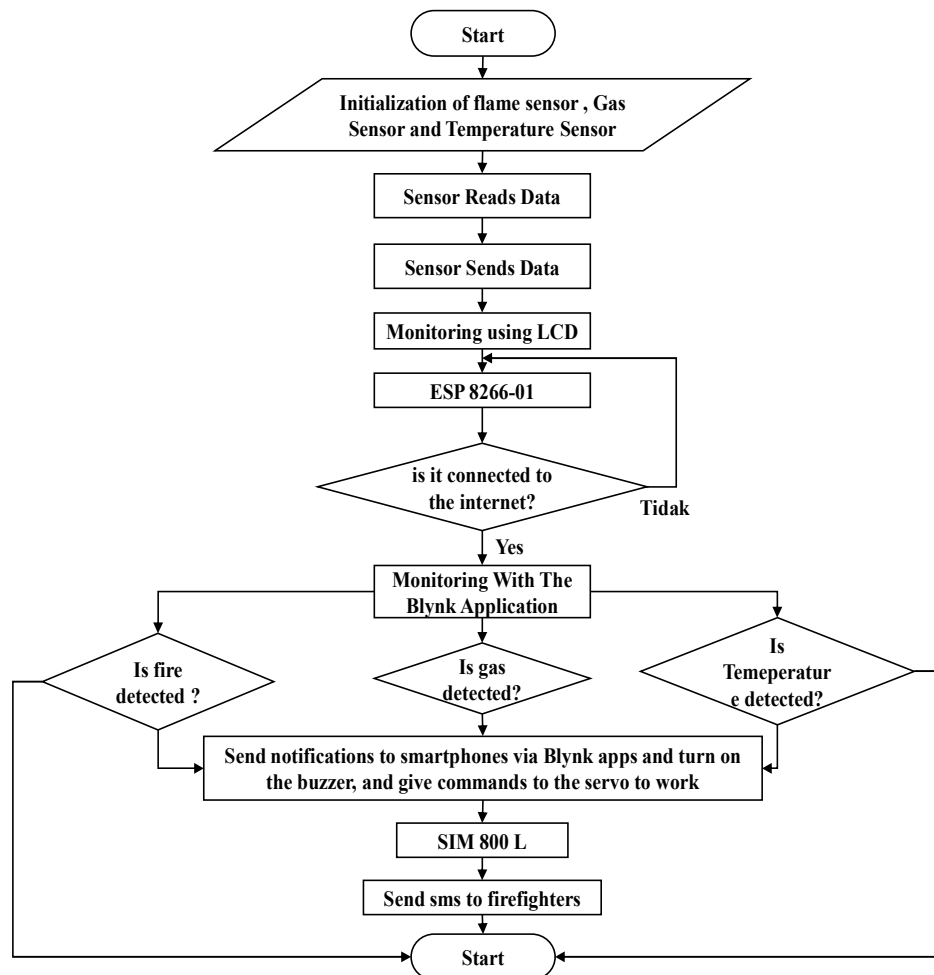 Start
Initialization of flame sensor , Gas
Sensor and Temperature Sensor
Sensor Reads Data
Sensor Sends Data
Monitoring using LCD
ESP 8266-01
is it connected to
the internet?
Tidak
Yes
Monitoring With The
Blynk Application
Is fire
detected ?
Is gas
detected?
Is
Temeperatur
e detected?
Send notifications to smartphones via Blynk apps and turn on
the buzzer, and give commands to the servo to work
SIM 800 L
Send sms to firefighters
Start